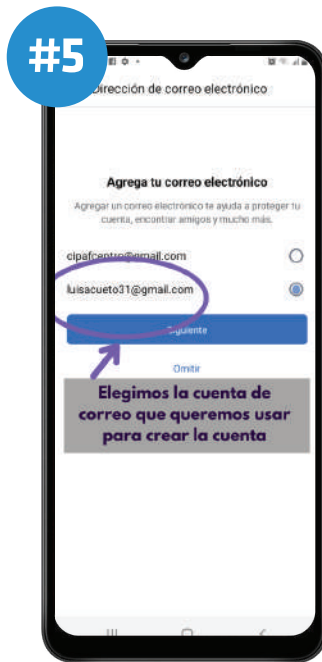 #5
Dirección de correo electrónico
Agrega tu correo electrónico
Agregar un correo electrónico te ayuda a proteger tu
cuenta, encontrar amigos y mucho más.
cipafcentro@gmail.com
luisacueto31@gmail.com
Siguiente
Omitir
Elegimos la cuenta de
correo que queremos usar
para crear la cuenta